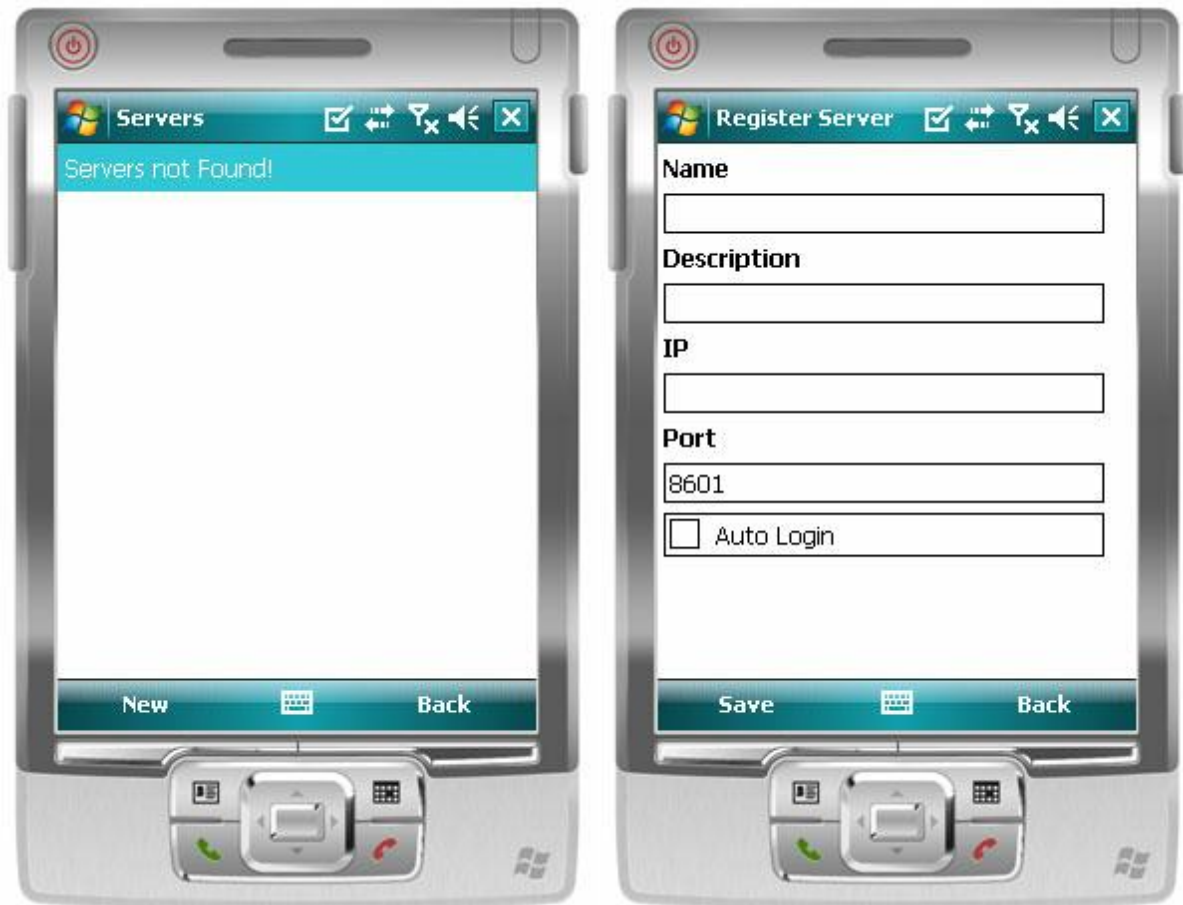 Servers
Servers not Found!
New
Back
Register Server
Name
Description
IP
Port
8601
Auto Login
Save
Back